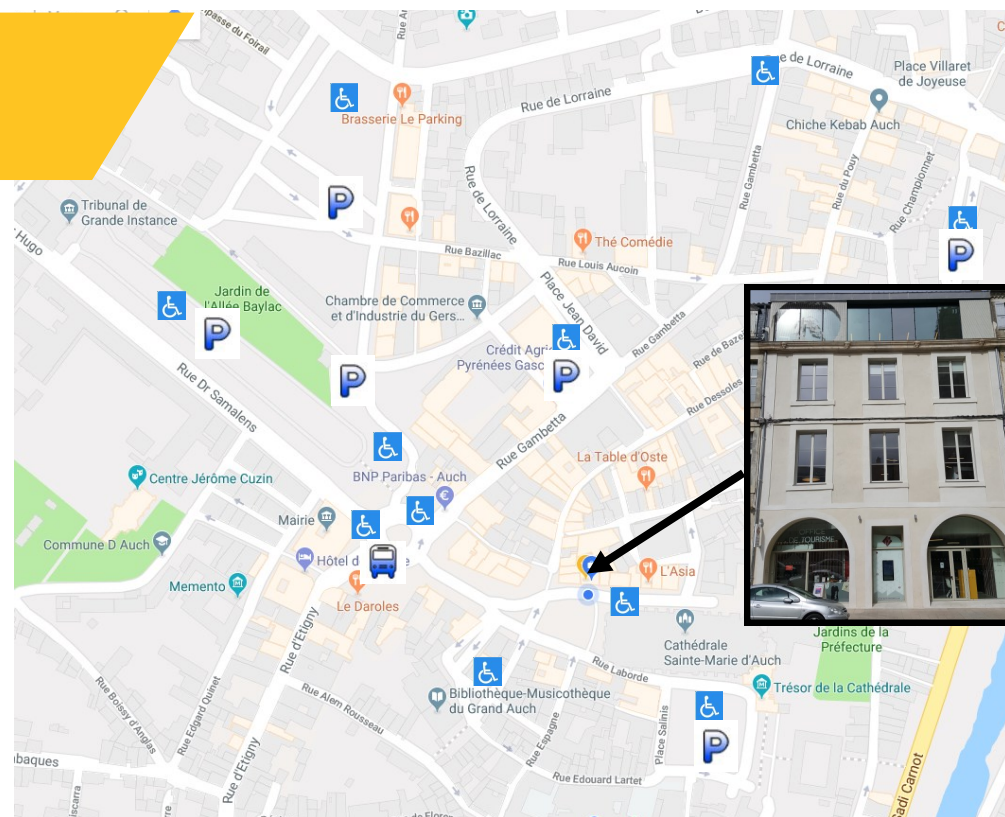 passe du Foirail
Rue de Lorraine
e de Lorraine
Place Villaret
de Joyeuse
Brasserie Le Parking
Chiche Kebab Auch
Rue de Lorraine
Rue Gambetta
Rue du Pouy
Rue Championnet
Tribunal de
Grande Instance
P
Hugo
Rue Bazillac
Thé Comédie
Rue Louis Aucoin
P
Jardin de
l'Allée Baylac
P
Chambre de Commerce
et d'Industrie du Gers...
Place Jean David
Rue Gambetta
Crédit Agri
Pyrénées Gasc
P
P
Rue de Baze
Rue Dessoles
Rue Dr Samalens
Rue Gambetta
La Table d'Oste
BNP Paribas - Auch
€
Centre Jérôme Cuzin
Mairie
TOURISME
Commune D Auch
Hôtel d
e
L'Asia
Memento
Le Daroles
Rue d'Etigny
Cathédrale
Sainte-Marie d'Auch
Jardins de la
Préfecture
Rue Laborde
Trésor de la Cathédrale
Bibliothèque-Musicothèque
du Grand Auch
Rue Boissy d'Anglas
Rue Edgard Quinet
Rue Alem Rousseau
Rue Espagne
Place Salinis
P
Rue d'Etigny
baques
Rue Edouard Lartet
Sadi Carnot